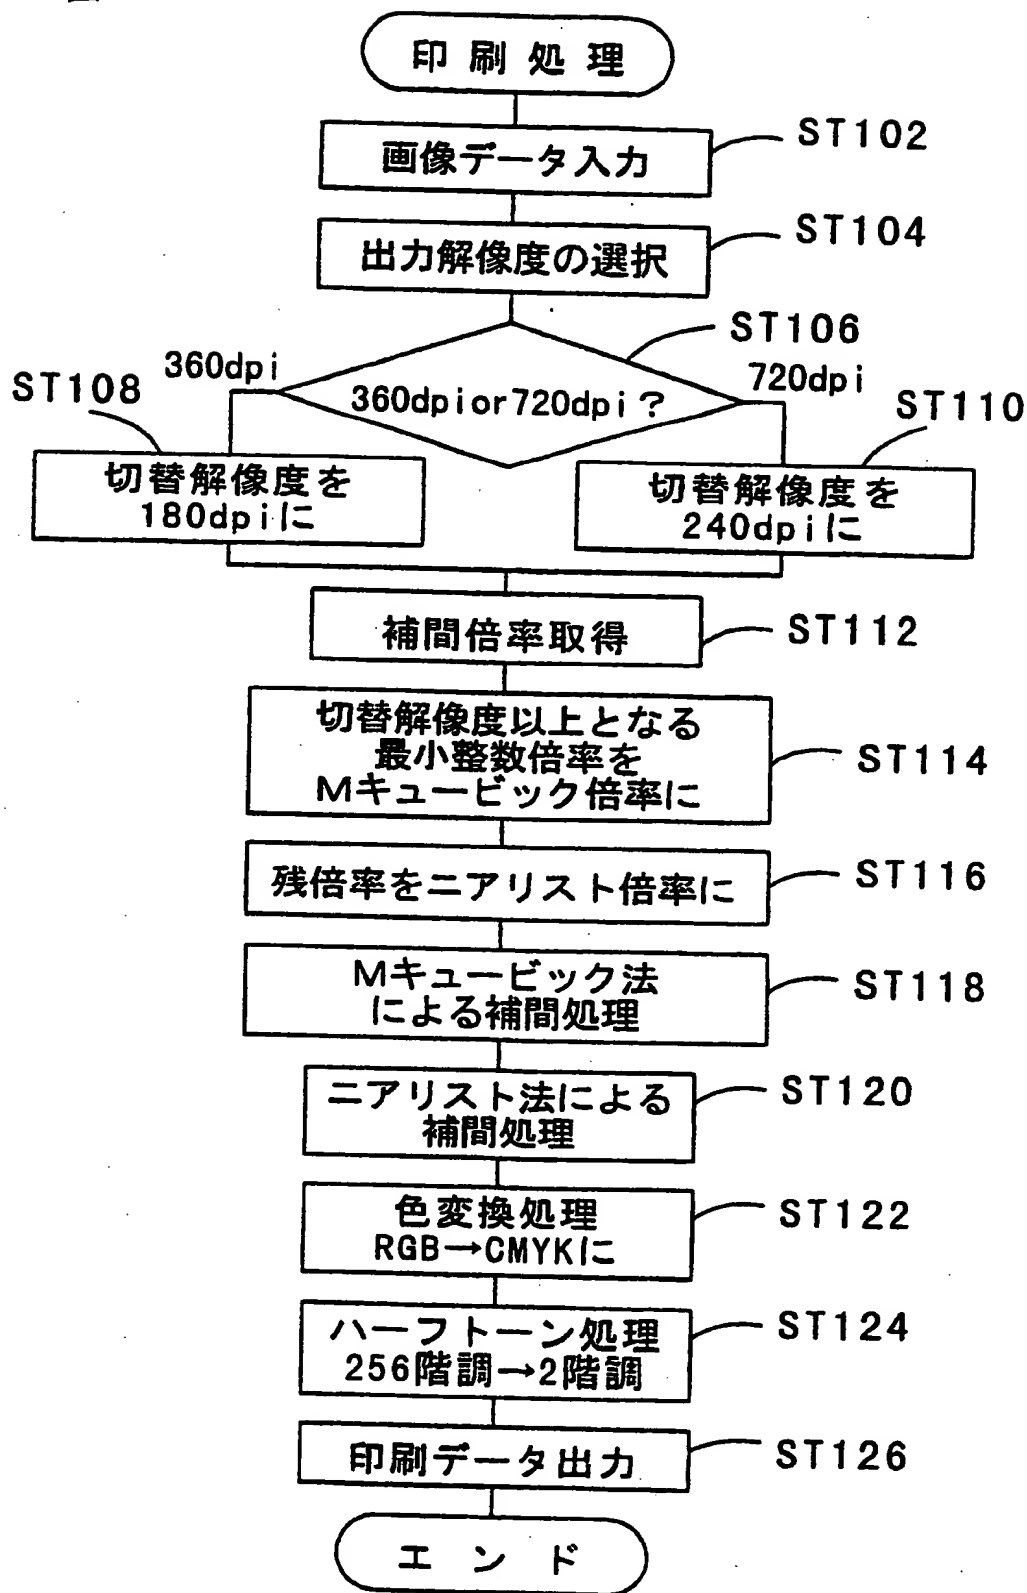 印刷処理
画像データ入力
ST102
出力解像度の選択
ST104
ST106
360dpi
720dpi
360dpior720dpi?
ST108
ST110
切替解像度を
180dpiに
切替解像度を
240dpiに
補間倍率取得
ST112
切替解像度以上となる
最小整数倍率を
Mキュービック倍率に
ST114
残倍率をニアリスト倍率に
ST116
Mキュービック法
による補間処理
ST118
ニアリスト法による
補間処理
ST120
色変換処理
RGB→CMYKに
ST122
ハーフトーン処理
256階調→2階調
ST124
印刷データ出力
ST126
エンド